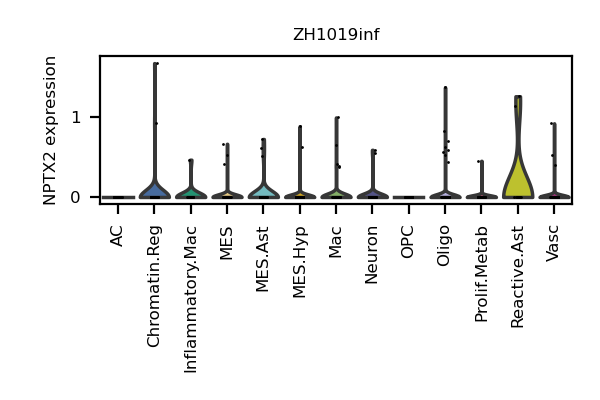 ZH1019inf
NPTX2 expression
1
0
AC
Chromatin.Reg
Inflammatory.Mac
MES
MES.Ast
MES.Hyp
Mac
Neuron
OPC
Oligo
Prolif.Metab
Reactive.Ast
Vasc